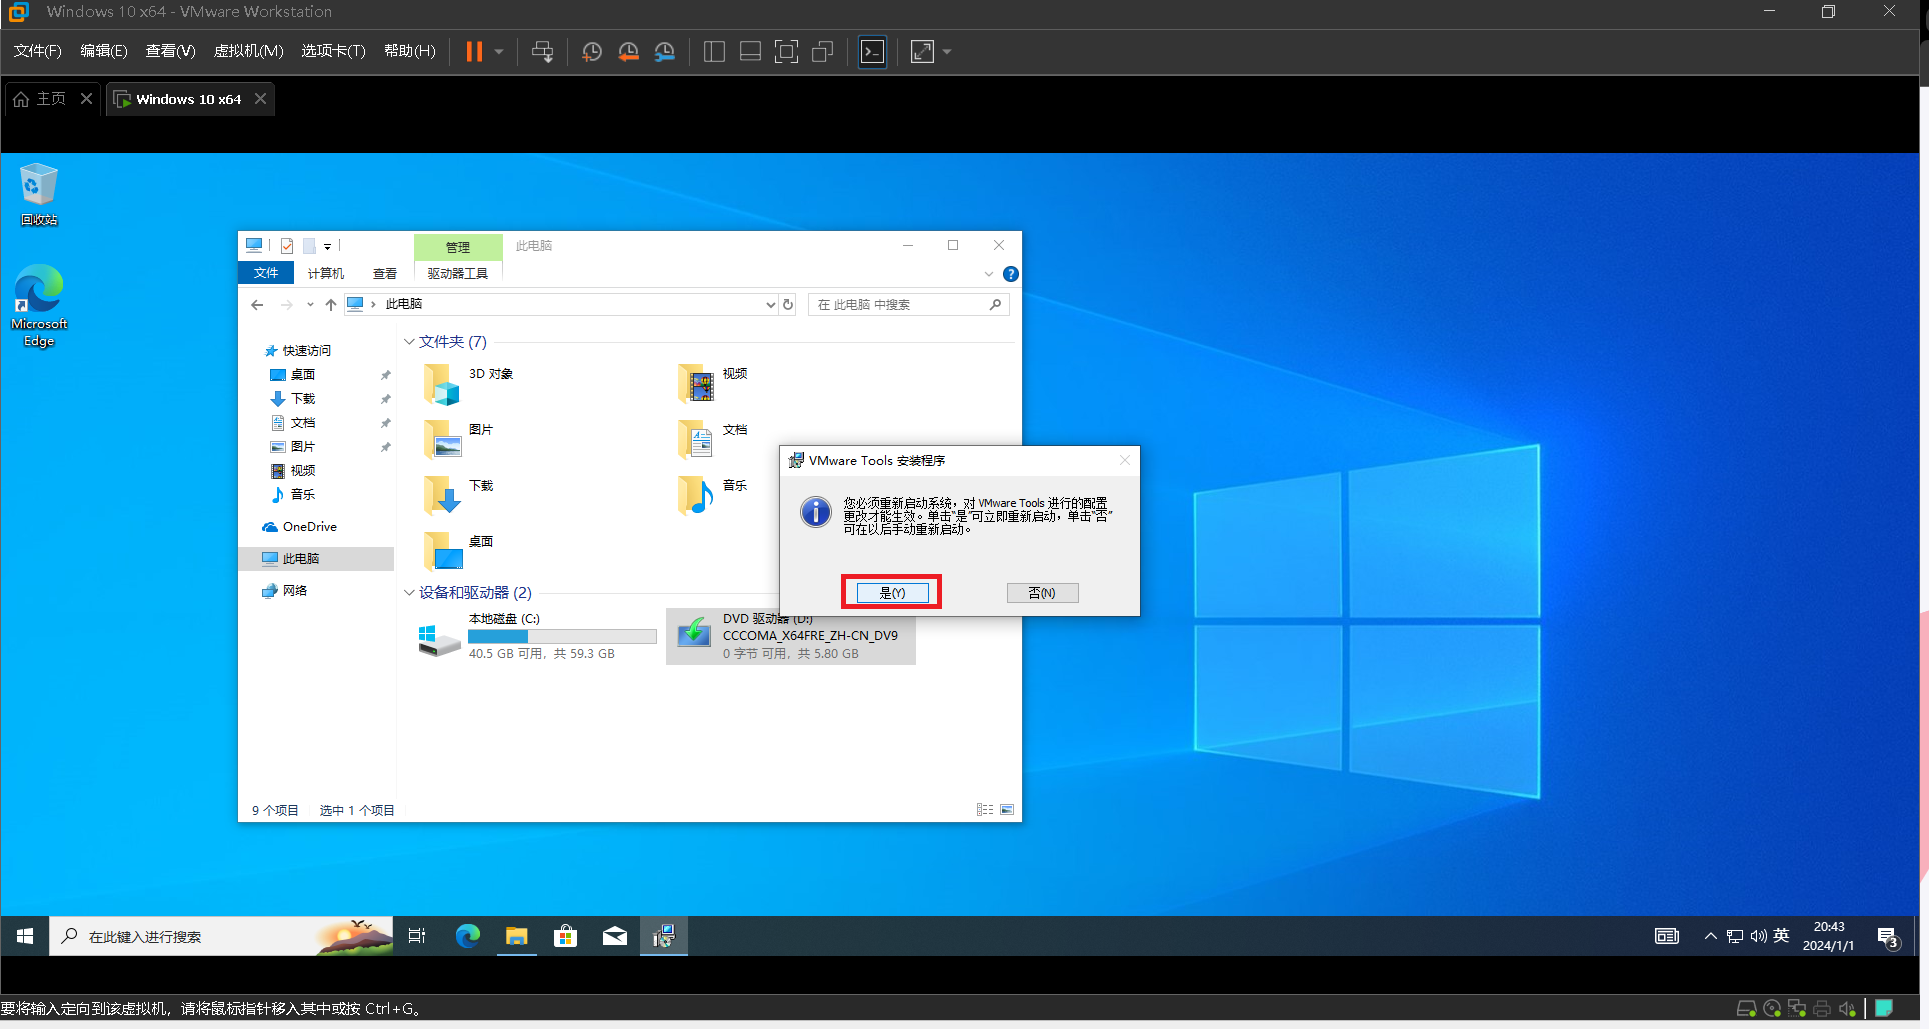 Windows 10 x64 - VMware Workstation
文件(F) 编辑(E) 查看(V) 虚拟机(M) 选项卡(T) 帮助(H)
主页 Windows 10 x64
回收站
Microsoft
Edge
管理 此电脑
文件 计算机 查看 驱动器工具
此电脑
在 此电脑 中搜索
快速访问
桌面
下载
文档
图片
视频
音乐
OneDrive
此电脑
网络
文件夹 (7)
3D 对象
视频
图片
文档
下载
音乐
桌面
设备和驱动器 (2)
本地磁盘 (C:)
40.5 GB 可用, 共 59.3 GB
DVD 驱动器 (D:)
CCCOMA_X64FRE_ZH-CN_DV9
0 字节 可用, 共 5.80 GB
9 个项目 选中 1 个项目
VMware Tools 安装程序
您必须重新启动系统，对 VMware Tools 进行的配置
更改才能生效。单击“是”可立即重新启动，单击“否”
可在以后手动重新启动。
是(Y) 否(N)
在此键入进行搜索
英
20:43
2024/1/1
3
要将输入定向到该虚拟机，请将鼠标指针移入其中或按 Ctrl+G。